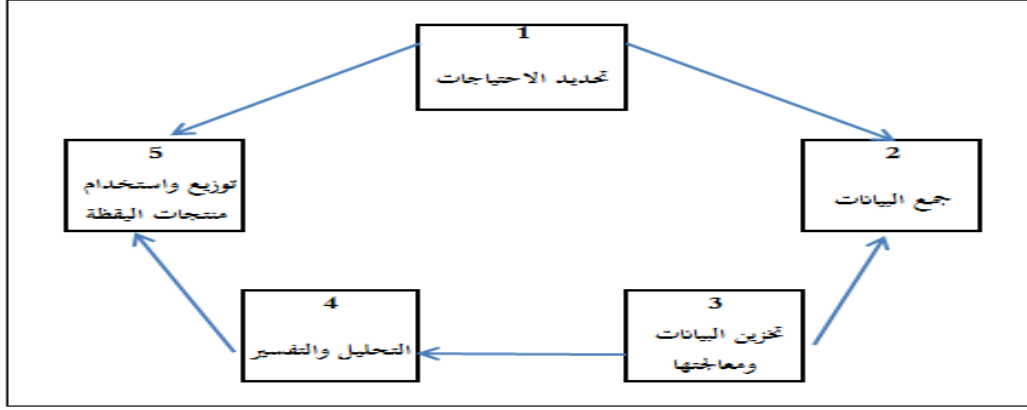 1
تحديد الاحتياجات
2
جمع البيانات
3
تخزين البيانات
ومعالجتها
4
التحليل والتفسير
5
توزيع واستخدام
منتجات اليقظة